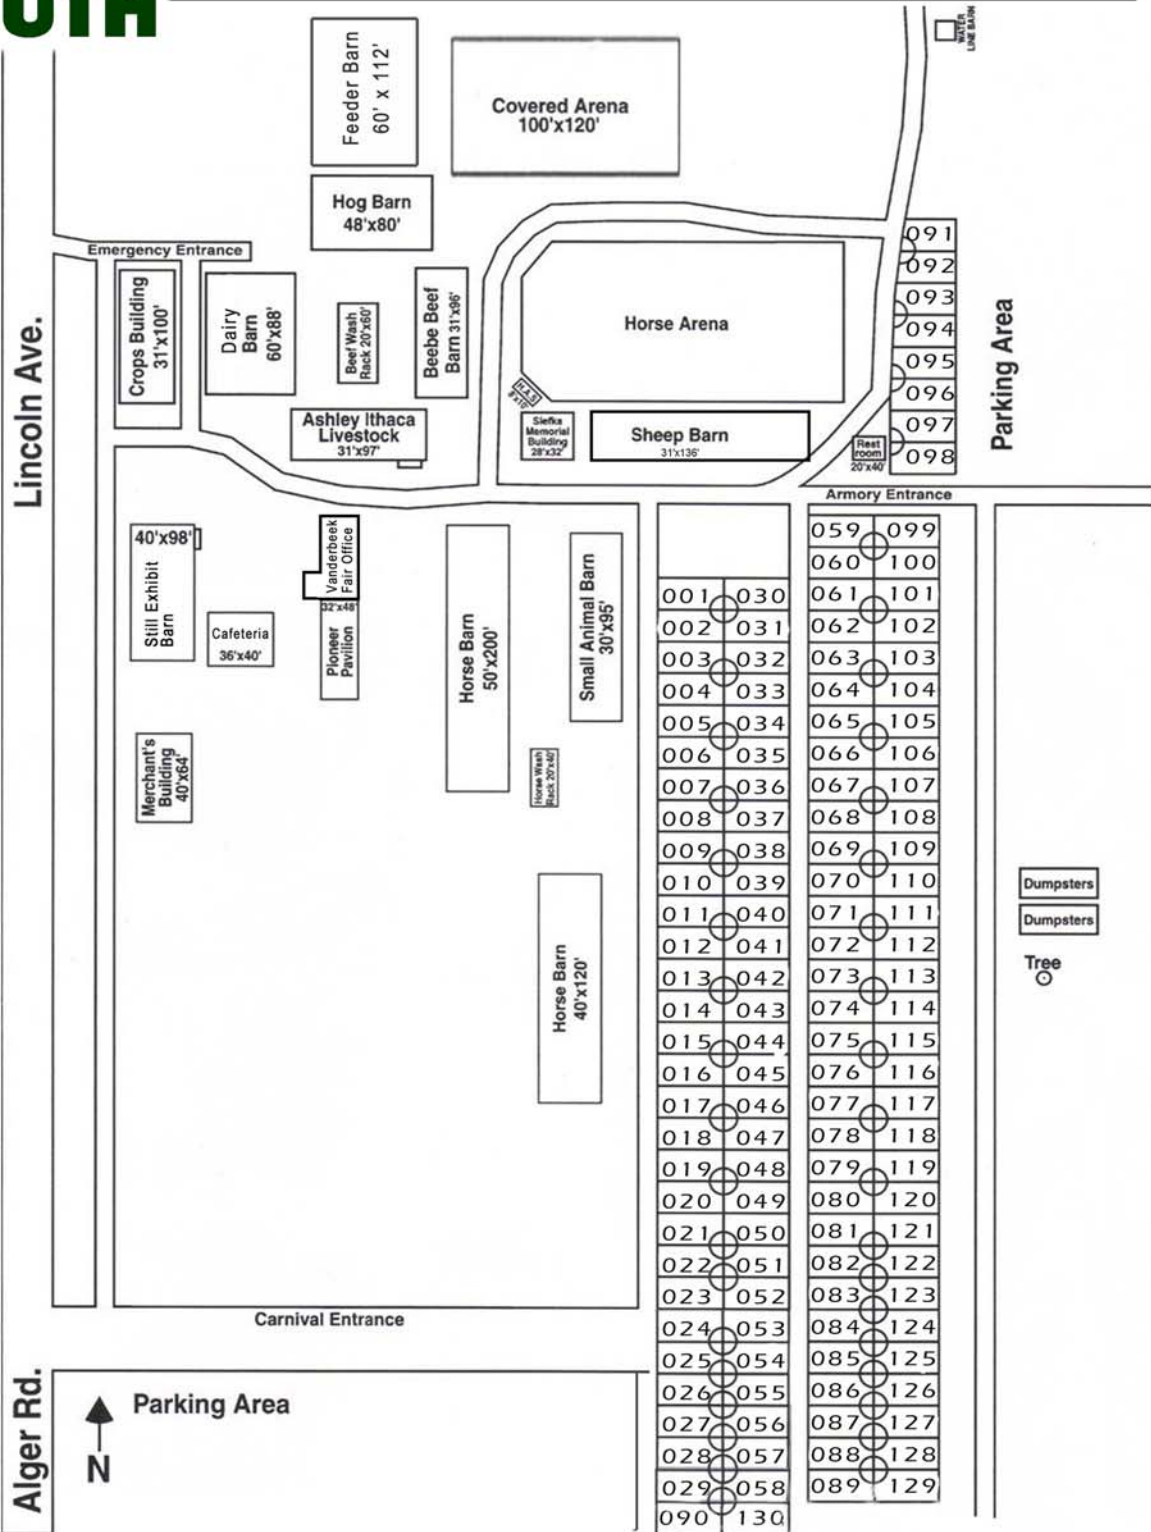 WATER
LINE BARN
Feeder Barn
60' x 112'
Covered Arena
100'x120'
Hog Barn
48'x80'
Emergency Entrance
Crops Building
31'x100'
Dairy
Barn
60'x88'
Beef Wash
Rack 20'x60'
Beebe Beef
Barn 31'x96'
Horse Arena
H.A.S
8'x10'
Ashley Ithaca
Livestock
31'x97'
Siefka
Memorial
Building
28'x32'
Sheep Barn
31'x136'
Rest
room
20'x40'
091
092
093
094
095
096
097
098
Parking Area
Lincoln Ave.
Armory Entrance
40'x98'
Still Exhibit
Barn
Cafeteria
36'x40'
Vanderbeek
Fair Office
32'x48'
Pioneer
Pavilion
Horse Barn
50'x200'
Small Animal Barn
30'x95'
Merchant's
Building
40'x64'
Horse Wash
Rack 20'x40'
Horse Barn
40'x120'
059 099
060 100
001 030 061 101
002 031 062 102
003 032 063 103
004 033 064 104
005 034 065 105
006 035 066 106
007 036 067 107
008 037 068 108
009 038 069 109
010 039 070 110
011 040 071 111
012 041 072 112
013 042 073 113
014 043 074 114
015 044 075 115
016 045 076 116
017 046 077 117
018 047 078 118
019 048 079 119
020 049 080 120
021 050 081 121
022 051 082 122
023 052 083 123
024 053 084 124
025 054 085 125
026 055 086 126
027 056 087 127
028 057 088 128
029 058 089 129
090 130
Dumpsters
Dumpsters
Tree
Carnival Entrance
Alger Rd.
Parking Area
N